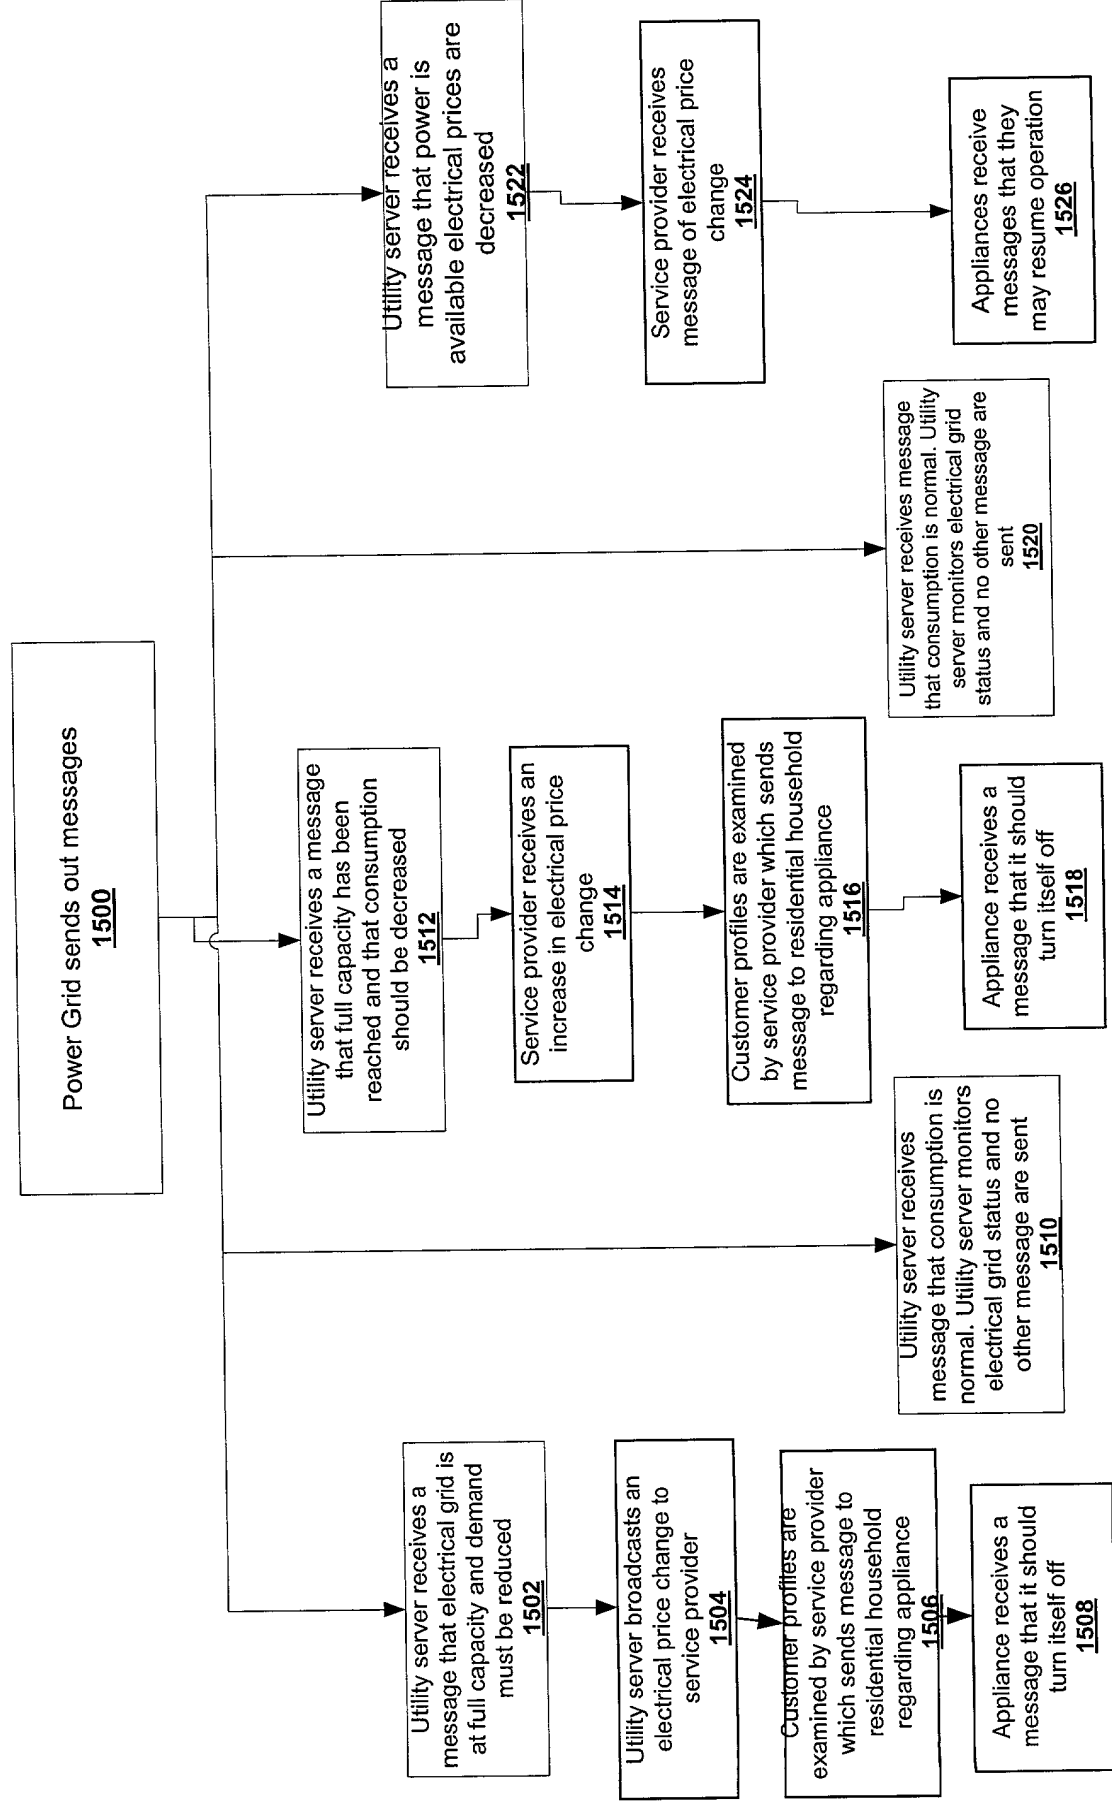 Power Grid sends out messages
1500
Utility server receives a
message that electrical grid is
at full capacity and demand
must be reduced
1502
Utility server broadcasts an
electrical price change to
service provider
1504
Customer profiles are
examined by service provider
which sends message to
residential household
regarding appliance
1506
Appliance receives a
message that it should
turn itself off
1508
Utility server receives
message that consumption is
normal. Utility server monitors
electrical grid status and no
other message are sent
1510
Utility server receives a message
that full capacity has been
reached and that consumption
should be decreased
1512
Service provider receives an
increase in electrical price
change
1514
Customer profiles are examined
by service provider which sends
message to residential household
regarding appliance
1516
Appliance receives a
message that it should
turn itself off
1518
Utility server receives message
that consumption is normal. Utility
server monitors electrical grid
status and no other message are
sent
1520
Utility server receives a
message that power is
available electrical prices are
decreased
1522
Service provider receives
message of electrical price
change
1524
Appliances receive
messages that they
may resume operation
1526